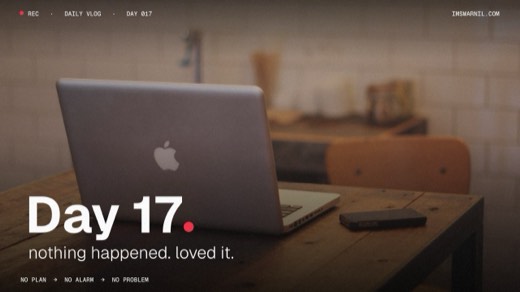 REC · DAILY VLOG · DAY 017
IMSWARNIL.COM
Day 17.
nothing happened. loved it.
NO PLAN → NO ALARM → NO PROBLEM